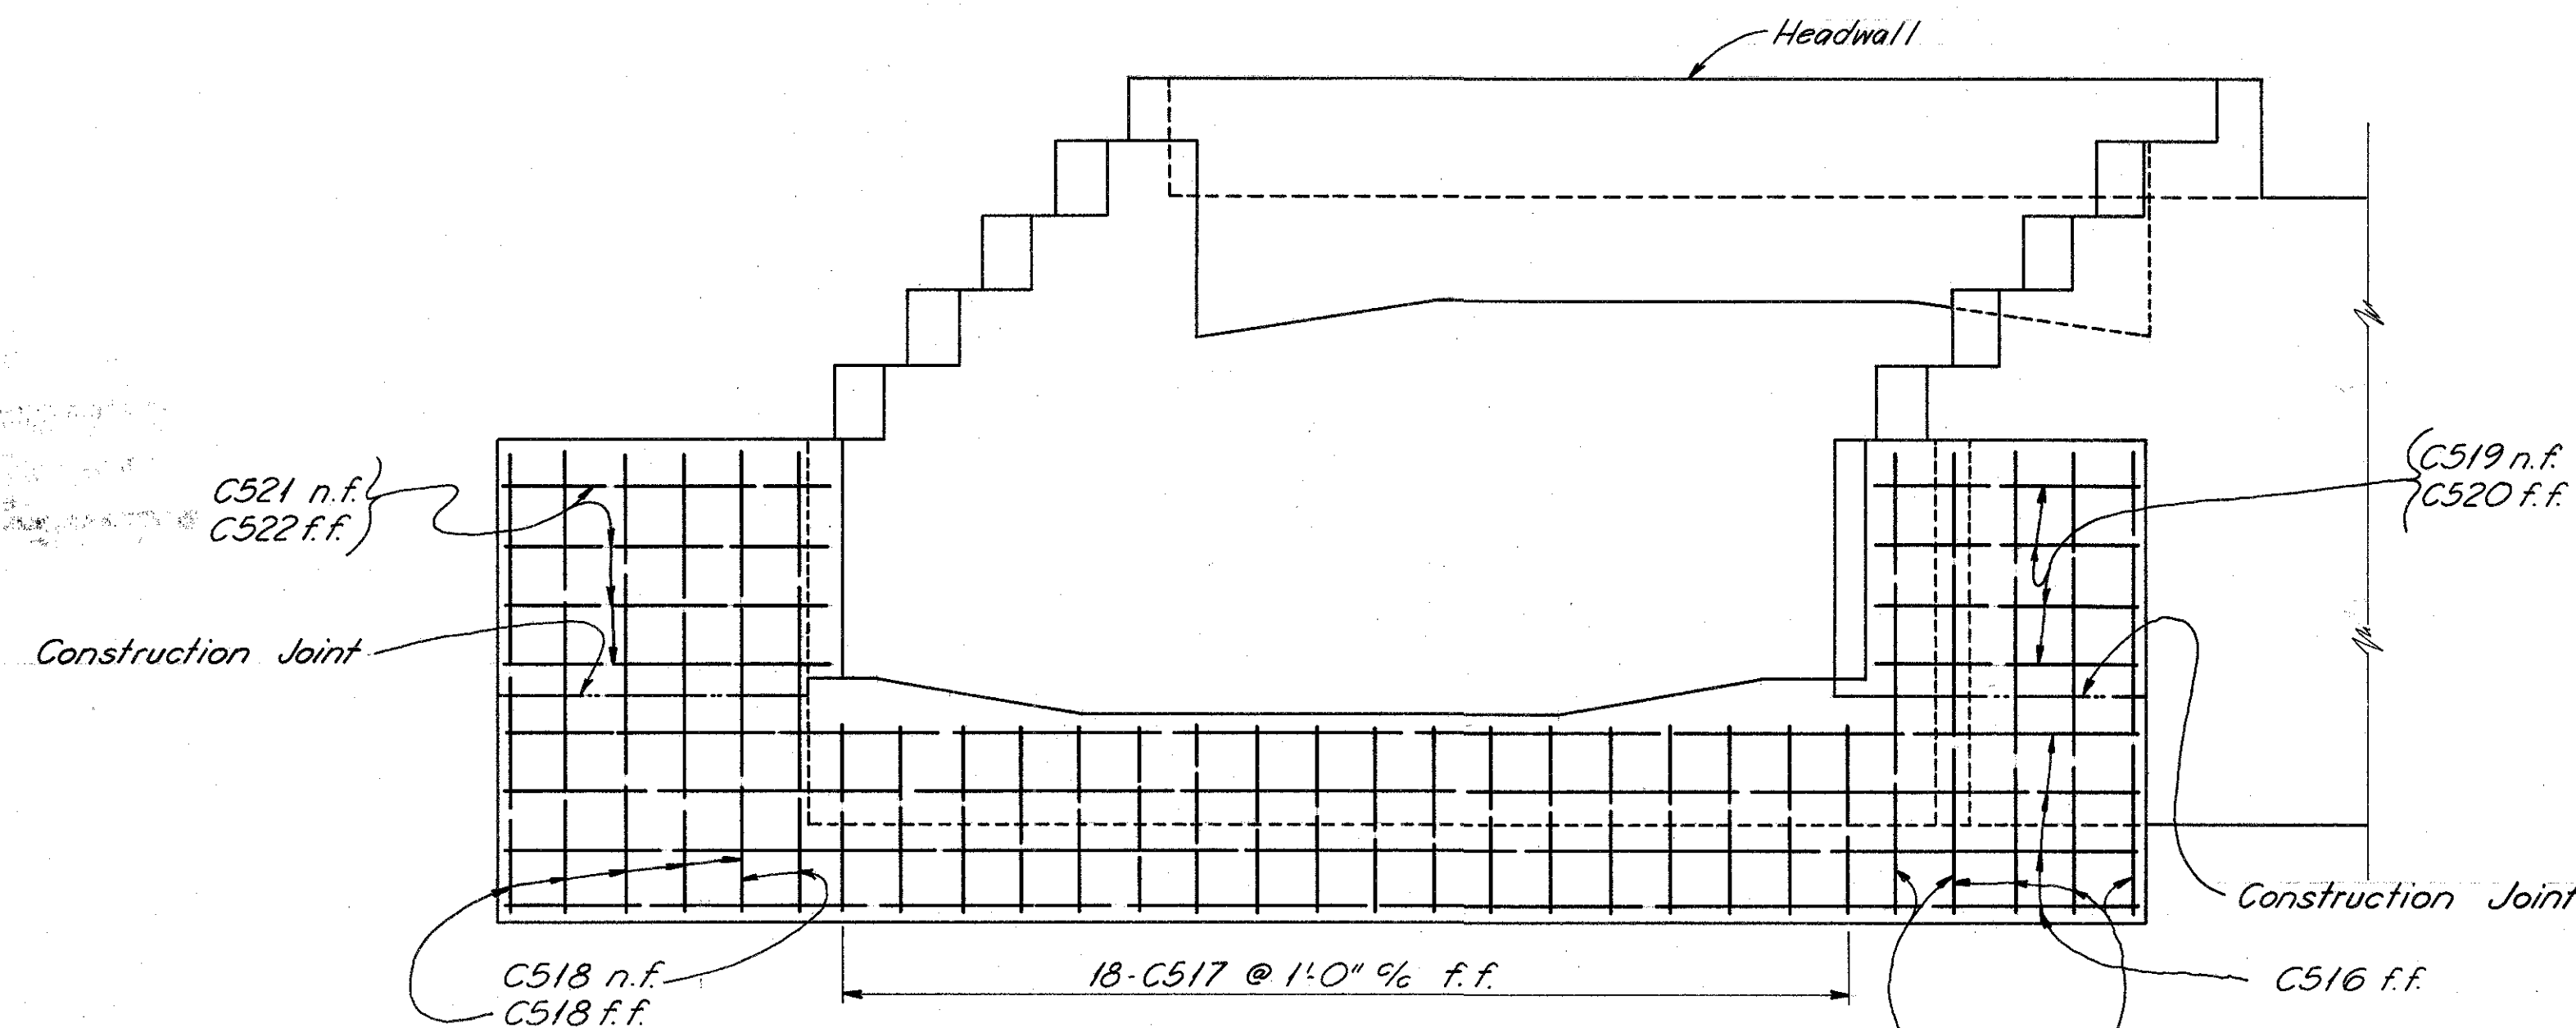 Headwall
C521 n.f.
C522 f.f.
C519 n.f.
C520 f.f.
Construction Joint
Construction Joint
C518 n.f.
C518 f.f.
18-C517 @ 1'-0" c/c f.f.
C516 f.f.